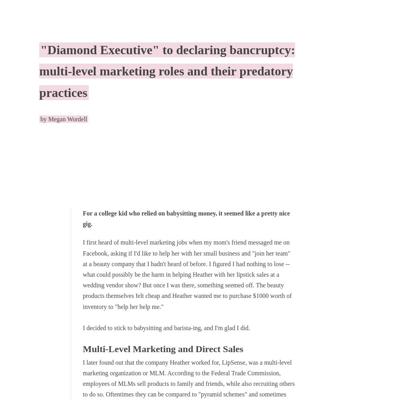 "Diamond Executive" to declaring bankruptcy:
multi-level marketing roles and their predatory
practices
by Megan Wordell
For a college kid who relied on babysitting money, it seemed like a pretty nice
gig.
I first heard of multi-level marketing jobs when my mom's friend messaged me on
Facebook, asking if I'd like to help her with her small business and "join her team"
at a beauty company that I hadn't heard of before. I figured I had nothing to lose --
what could possibly be the harm in helping Heather with her lipstick sales at a
wedding vendor show? But once I was there, something seemed off. The beauty
products themselves felt cheap and Heather wanted me to purchase $1000 worth of
inventory to "help her help me."
I decided to stick to babysitting and barista-ing, and I'm glad I did.
Multi-Level Marketing and Direct Sales
I later found out that the company Heather worked for, LipSense, was a multi-level
marketing organization or MLM. According to the Federal Trade Commission,
employees of MLMs sell products to family and friends, while also recruiting others
to do so. Oftentimes they can be compared to "pyramid schemes" and sometimes